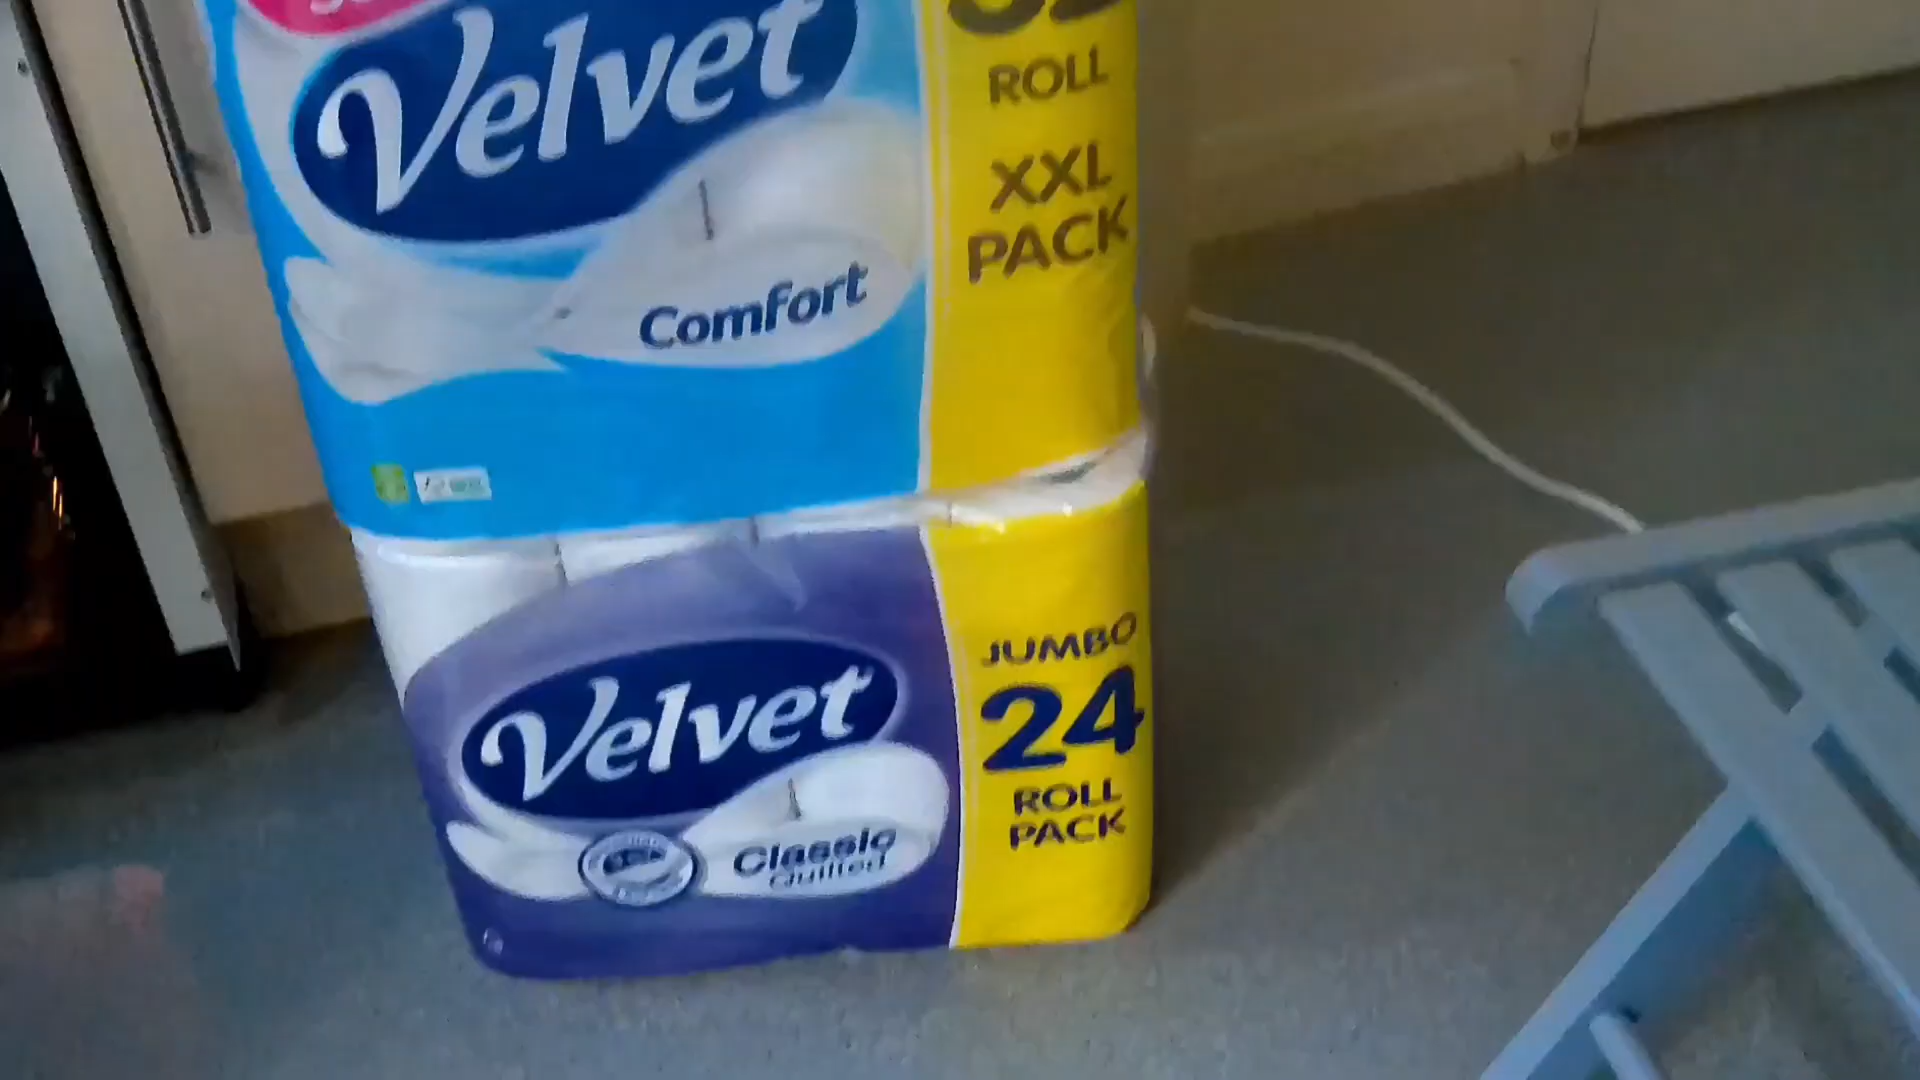 Velvet
Comfort
ROLL
XXL
PACK
Velvet
Classic
Quilted
JUMBO
24
ROLL
PACK